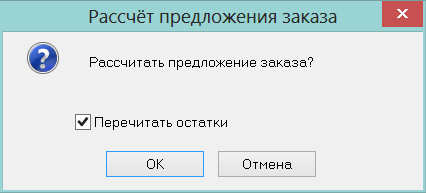 Рассчёт предложения заказа
Рассчитать предложение заказа?
Перечитать остатки
OK
Отмена